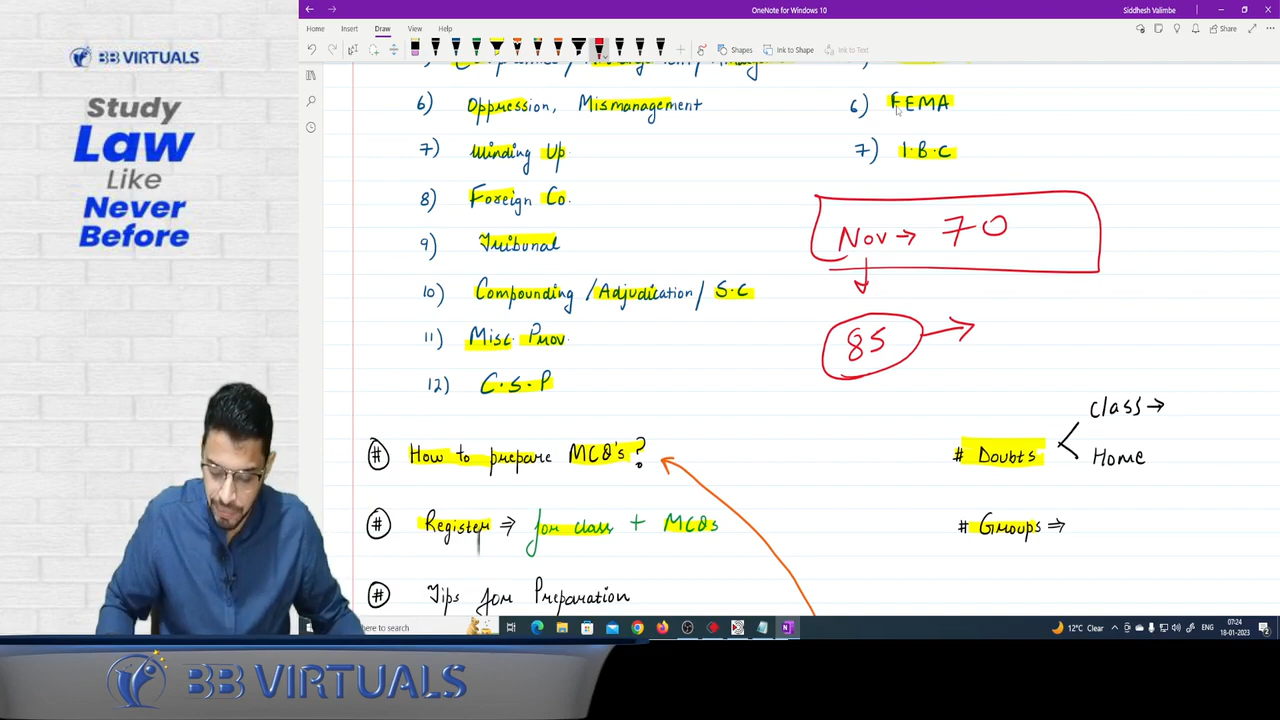 BB VIRTUALS
Study
Law
Like
Never
Before
OneNote for Windows 10
Siddhesh Valimbe
Home Insert Draw View Help
Share
Shapes
Ink to Shape
Ink to Text
6) Oppression, Mismanagement
6) FEMA
7) Winding Up.
7) I.B.C
8) Foreign Co.
9) Tribunal
Nov → 70
10) Compounding /Adjudication/ S.C
85 →
11) Misc. Prov.
12) C.S.P
Class →
# How to prepare MCQ's?
# Doubts
Home
# Register ⇒ for class + MCQs
# Groups ⇒
# Tips for Preparation
here to search
12°C Clear
ENG
07:24
18-01-2023
BB VIRTUALS